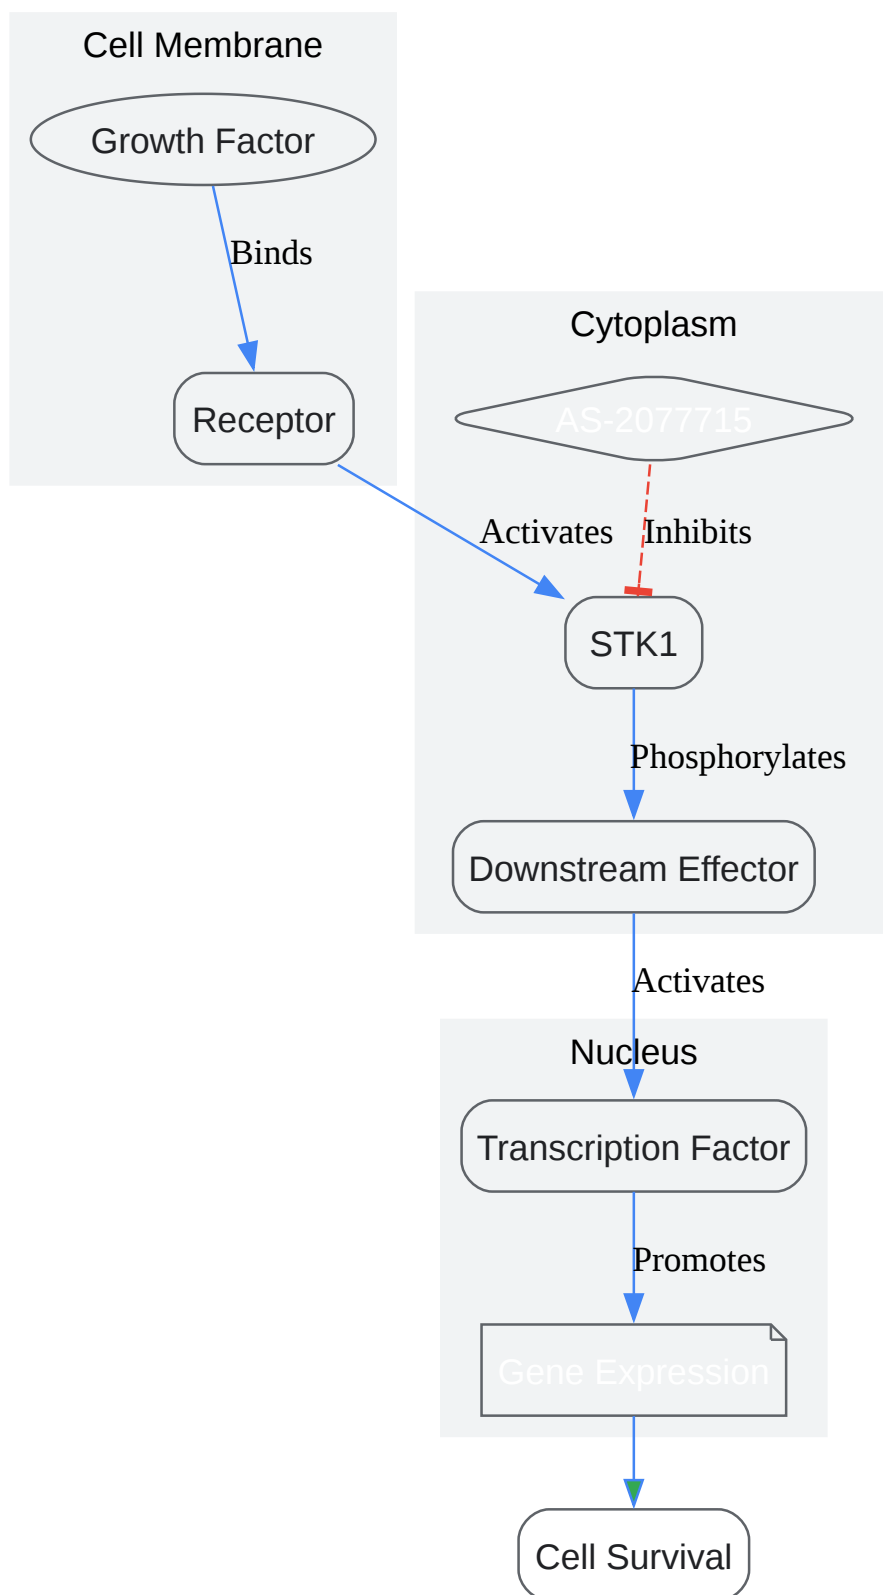 Cell Membrane
Growth Factor
Binds
Receptor
Cytoplasm
AS-2077715
Activates
Inhibits
STK1
Phosphorylates
Downstream Effector
Activates
Nucleus
Transcription Factor
Promotes
Gene Expression
Cell Survival